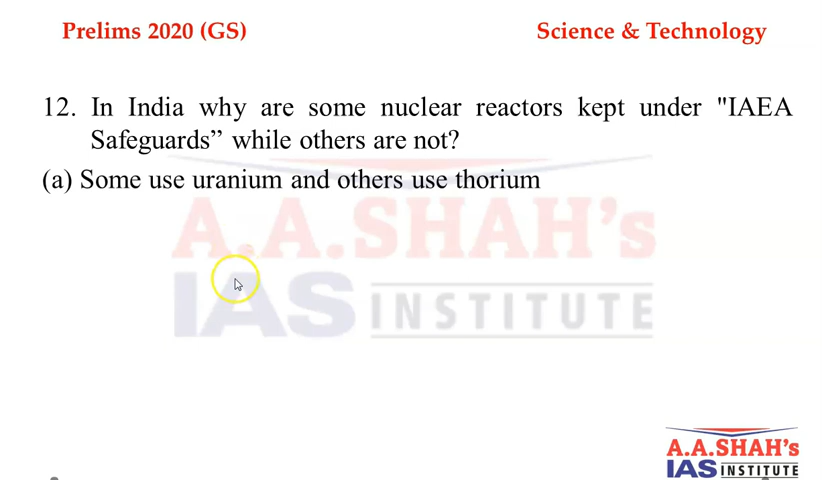 Prelims 2020 (GS) Science & Technology
12. In India why are some nuclear reactors kept under "IAEA
Safeguards” while others are not?
(a) Some use uranium and others use thorium
A.A.SHAH's
IAS INSTITUTE
A.A.SHAH's
IAS INSTITUTE